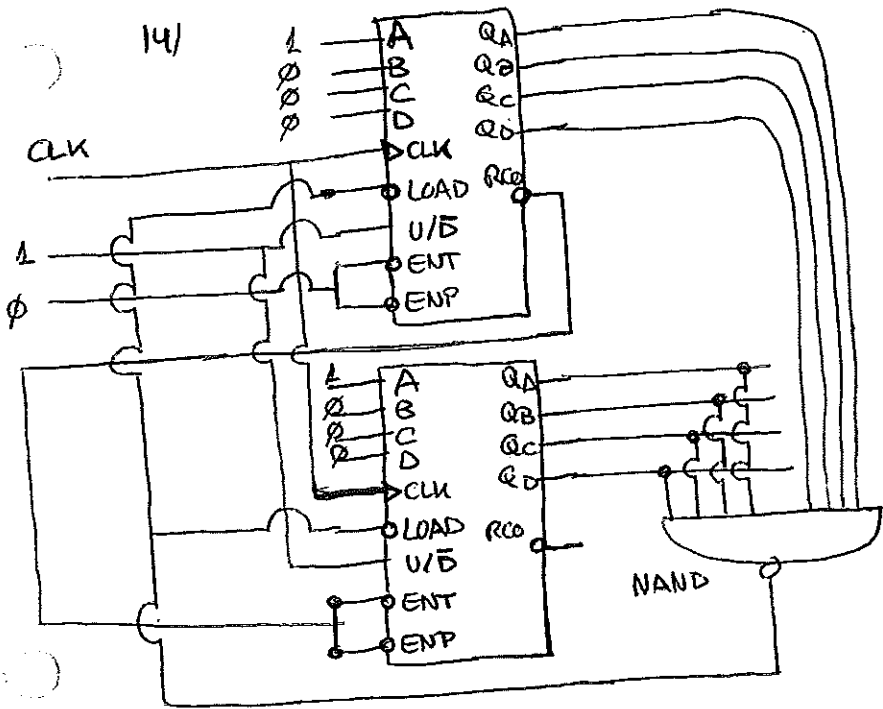 14/
1 A QA
Ø B QB
Ø C QC
Ø D QD
CLK >CLK
LOAD RCO
1 U/D̅
ENT
Ø ENP
1 A QA
Ø B QB
Ø C QC
Ø D QD
>CLK
LOAD RCO
U/D̅
NAND
ENT
ENP